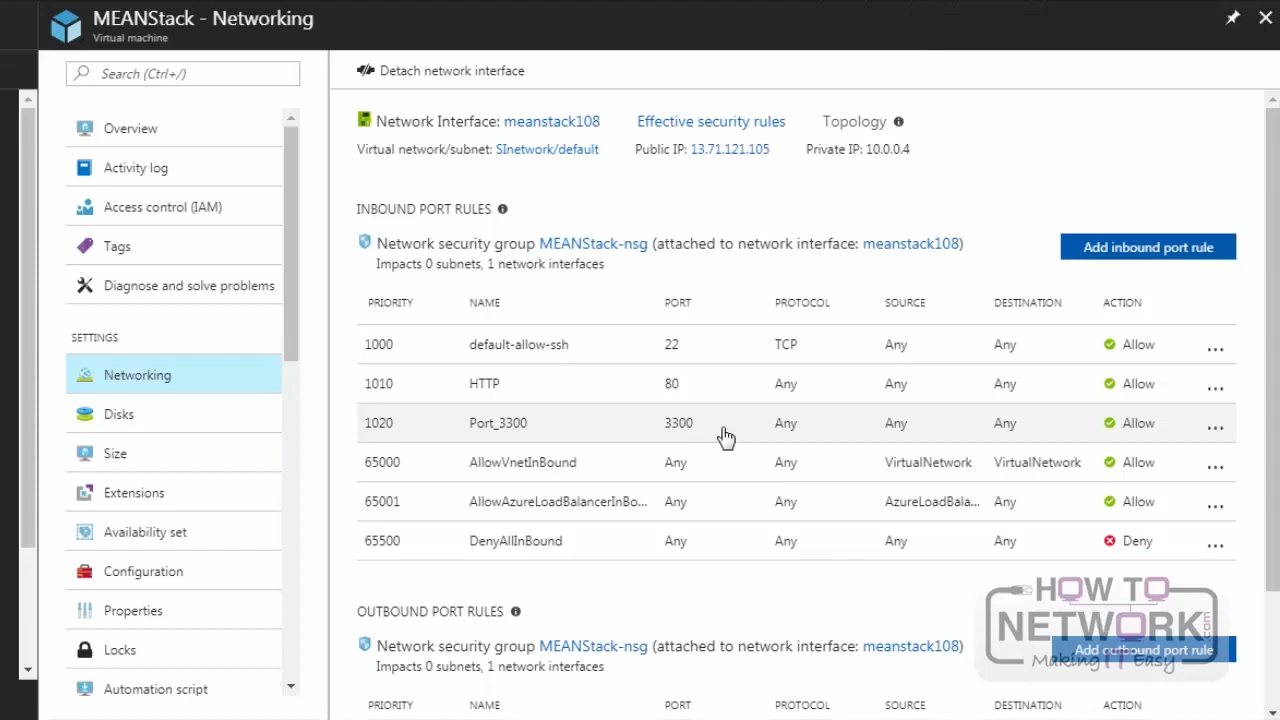 MEANStack - Networking
Virtual machine
Search (Ctrl+/)
Overview
Activity log
Access control (IAM)
Tags
Diagnose and solve problems
SETTINGS
Networking
Disks
Size
Extensions
Availability set
Configuration
Properties
Locks
Automation script
Detach network interface
Network Interface: meanstack108 Effective security rules Topology
Virtual network/subnet: SInetwork/default Public IP: 13.71.121.105 Private IP: 10.0.0.4
INBOUND PORT RULES
Network security group MEANStack-nsg (attached to network interface: meanstack108)
Impacts 0 subnets, 1 network interfaces
Add inbound port rule
PRIORITY NAME PORT PROTOCOL SOURCE DESTINATION ACTION
1000 default-allow-ssh 22 TCP Any Any Allow ...
1010 HTTP 80 Any Any Any Allow ...
1020 Port_3300 3300 Any Any Any Allow ...
65000 AllowVnetInBound Any Any VirtualNetwork VirtualNetwork Allow ...
65001 AllowAzureLoadBalancerInBo... Any Any AzureLoadBala... Any Allow ...
65500 DenyAllInBound Any Any Any Any Deny ...
OUTBOUND PORT RULES
Network security group MEANStack-nsg (attached to network interface: meanstack108)
Impacts 0 subnets, 1 network interfaces
Add outbound port rule
PRIORITY NAME PORT PROTOCOL SOURCE DESTINATION ACTION
HOW TO
NETWORK.com
Making IT Easy